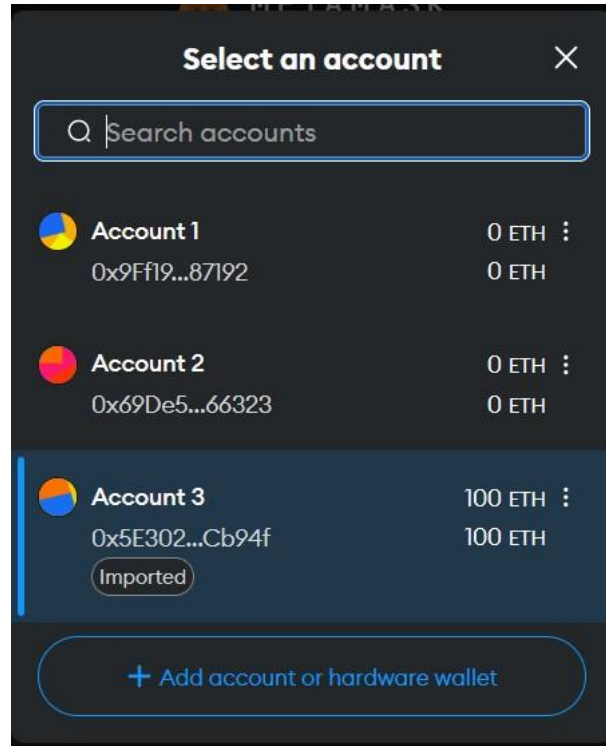 METAMASK
Select an account
Search accounts
Account 1 0 ETH
0x9Ff19...87192 0 ETH
Account 2 0 ETH
0x69De5...66323 0 ETH
Account 3 100 ETH
0x5E302...Cb94f 100 ETH
Imported
+ Add account or hardware wallet